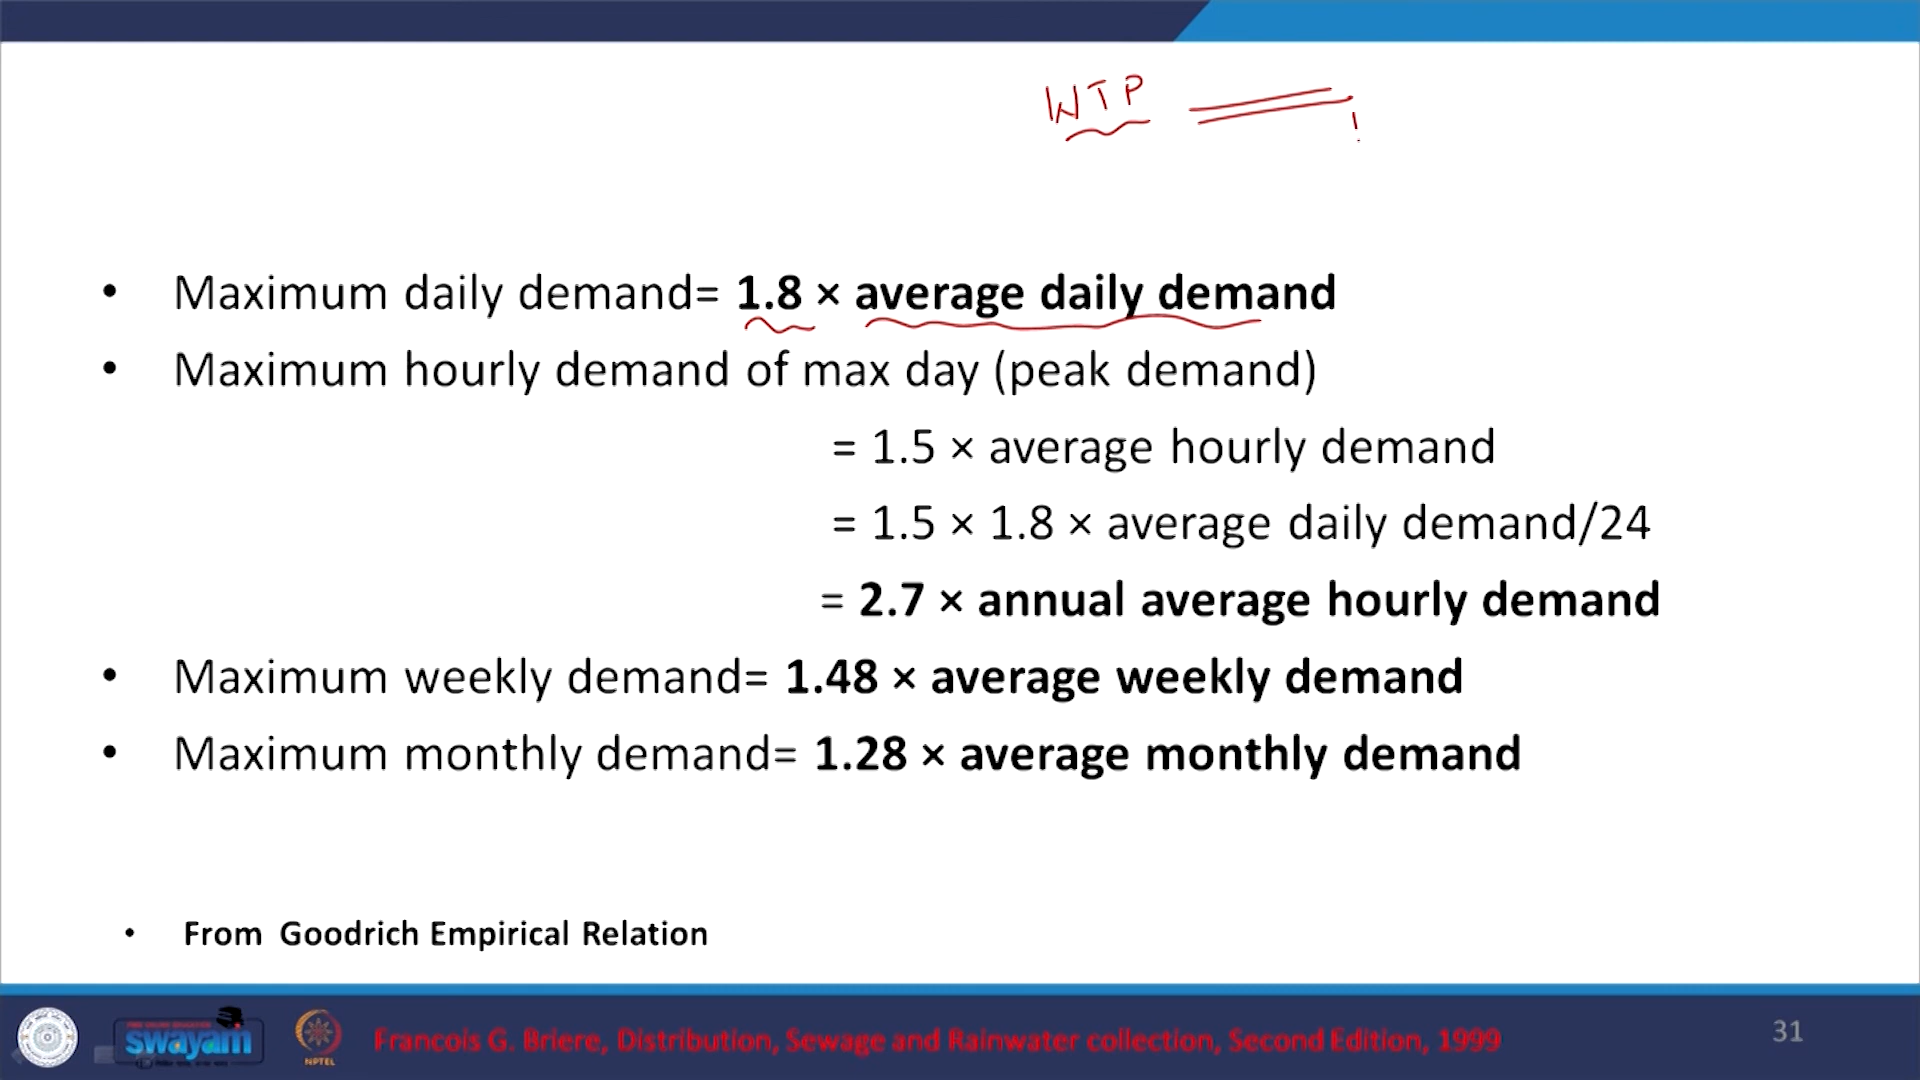 WTP
• Maximum daily demand= 1.8 × average daily demand
• Maximum hourly demand of max day (peak demand)
= 1.5 × average hourly demand
= 1.5 × 1.8 × average daily demand/24
= 2.7 × annual average hourly demand
• Maximum weekly demand= 1.48 × average weekly demand
• Maximum monthly demand= 1.28 × average monthly demand
• From Goodrich Empirical Relation
swayam
NPTEL
Francois G. Briere, Distribution, Sewage and Rainwater collection, Second Edition, 1999
31